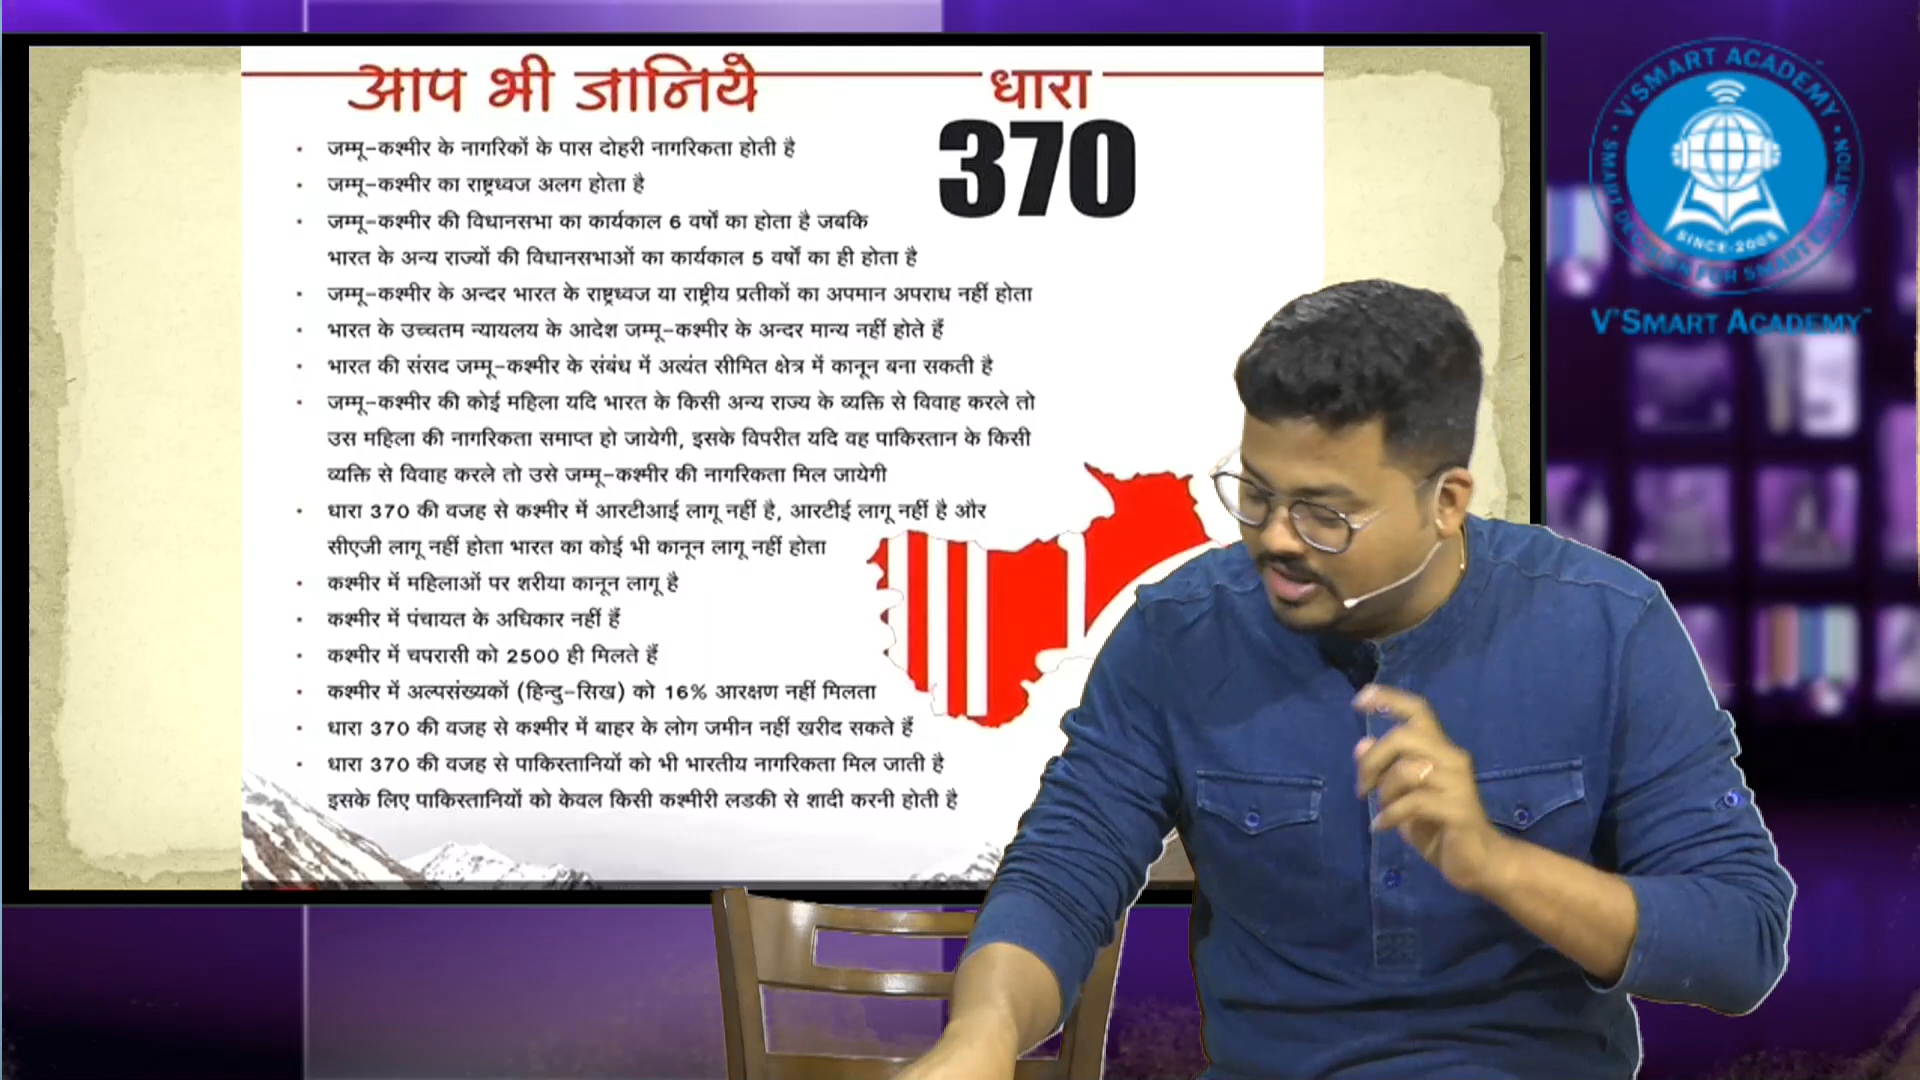 आप भी जानिये
धारा
370
जम्मू-कश्मीर के नागरिकों के पास दोहरी नागरिकता होती है
जम्मू-कश्मीर का राष्ट्रध्वज अलग होता है
जम्मू-कश्मीर की विधानसभा का कार्यकाल 6 वर्षों का होता है जबकि
भारत के अन्य राज्यों की विधानसभाओं का कार्यकाल 5 वर्षों का ही होता है
जम्मू-कश्मीर के अन्दर भारत के राष्ट्रध्वज या राष्ट्रीय प्रतीकों का अपमान अपराध नहीं होता
भारत के उच्चतम न्यायलय के आदेश जम्मू-कश्मीर के अन्दर मान्य नहीं होते हैं
भारत की संसद जम्मू-कश्मीर के संबंध में अत्यंत सीमित क्षेत्र में कानून बना सकती है
जम्मू-कश्मीर की कोई महिला यदि भारत के किसी अन्य राज्य के व्यक्ति से विवाह करले तो
उस महिला की नागरिकता समाप्त हो जायेगी, इसके विपरीत यदि वह पाकिस्तान के किसी
व्यक्ति से विवाह करले तो उसे जम्मू-कश्मीर की नागरिकता मिल जायेगी
धारा 370 की वजह से कश्मीर में आरटीआई लागू नहीं है, आरटीई लागू नहीं है और
सीएजी लागू नहीं होता भारत का कोई भी कानून लागू नहीं होता
कश्मीर में महिलाओं पर शरीया कानून लागू है
कश्मीर में पंचायत के अधिकार नहीं हैं
कश्मीर में चपरासी को 2500 ही मिलते हैं
कश्मीर में अल्पसंख्यकों (हिन्दु-सिख) को 16% आरक्षण नहीं मिलता
धारा 370 की वजह से कश्मीर में बाहर के लोग जमीन नहीं खरीद सकते हैं
धारा 370 की वजह से पाकिस्तानियों को भी भारतीय नागरिकता मिल जाती है
इसके लिए पाकिस्तानियों को केवल किसी कश्मीरी लडकी से शादी करनी होती है
V'SMART ACADEMY
SMART DECISION FOR SMART EDUCATION
SINCE-2005
V'SMART ACADEMY™